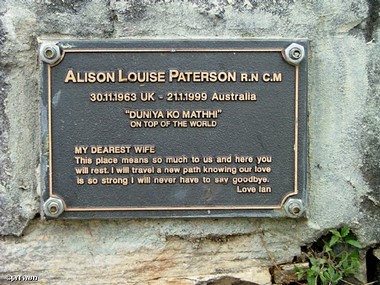 ALISON LOUISE PATERSON R.N C.M
30.11.1963 UK - 21.1.1999 Australia
"DUNIYA KO MATHHI"
'ON TOP OF THE WORLD
MY DEAREST WIFE
This place means so much to us and here you
will rest. I will travel a new path knowing our love
is so strong I will never have to say goodbye.
Love Ian